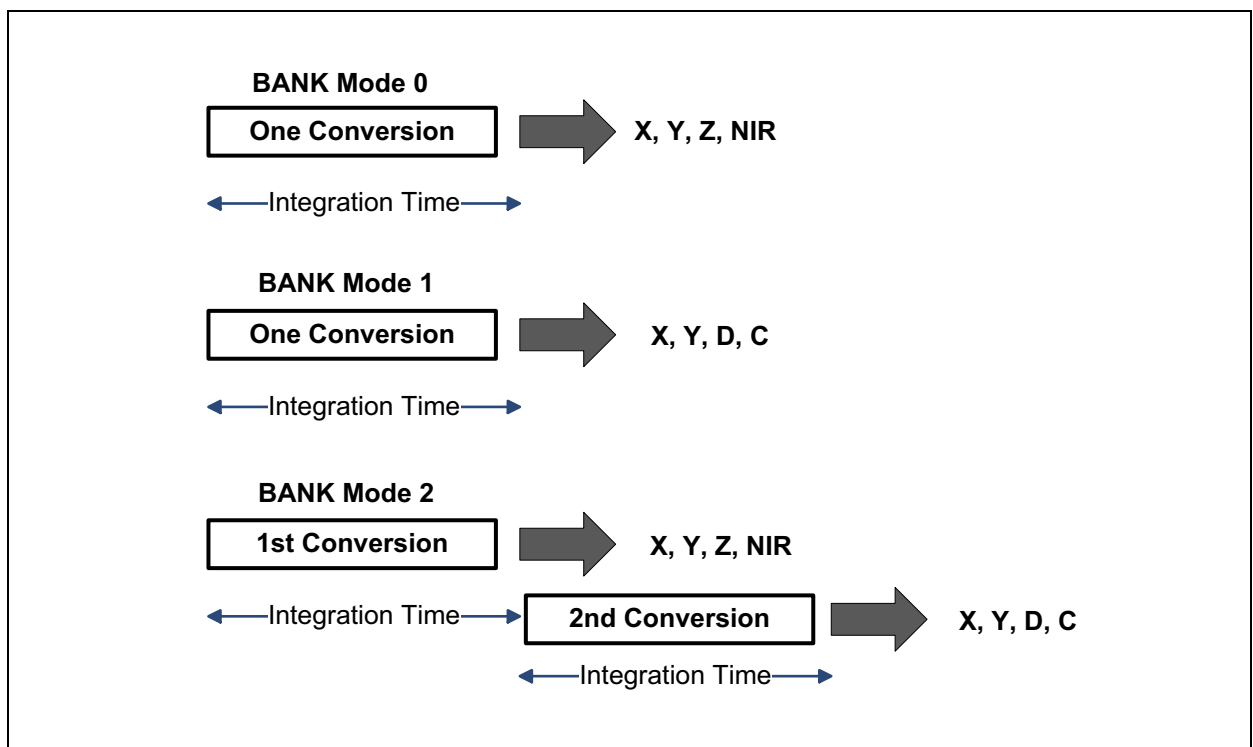 BANK Mode 0
One Conversion
X, Y, Z, NIR
Integration Time
BANK Mode 1
One Conversion
X, Y, D, C
Integration Time
BANK Mode 2
1st Conversion
X, Y, Z, NIR
Integration Time
2nd Conversion
X, Y, D, C
Integration Time